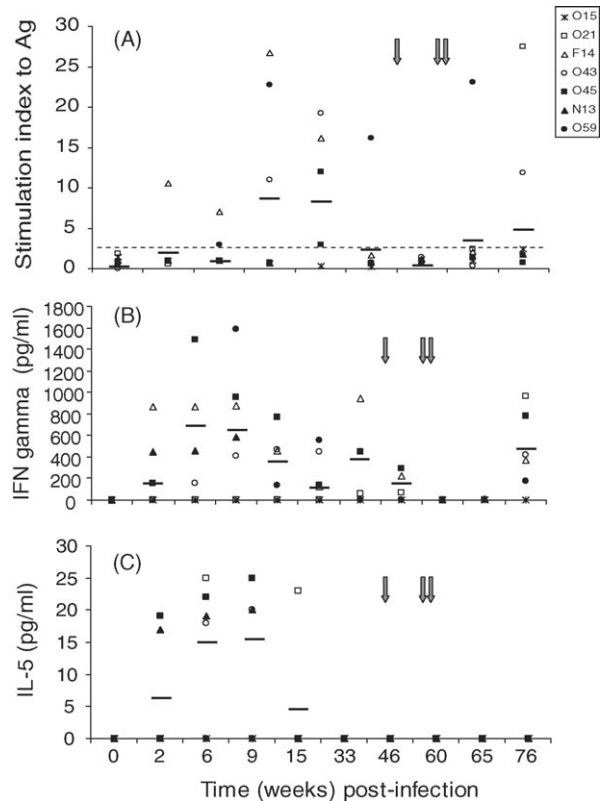 (A)
Stimulation index to Ag
30
25
20
15
10
5
0
O15
O21
F14
O43
O45
N13
O59
(B)
IFN gamma (pg/ml)
1800
1600
1400
1200
1000
800
600
400
200
0
(C)
IL-5 (pg/ml)
30
25
20
15
10
5
0
0 2 6 9 15 33 46 60 65 76
Time (weeks) post-infection